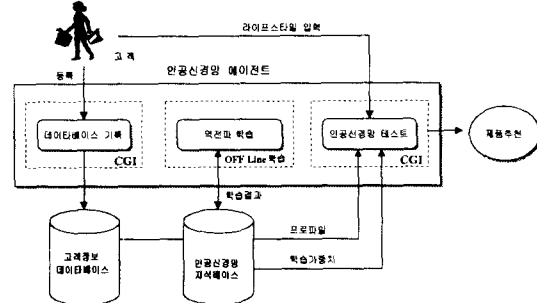 라이프스타일 입력
고 객
등록
인공신경망 에이전트
데이타베이스 기록
역전파 학습
인공신경망 테스트
제품추천
CGI
OFF Line 학습
CGI
학습결과
프로파일
고객정보
데이타베이스
인공신경망
지식베이스
학습가중치